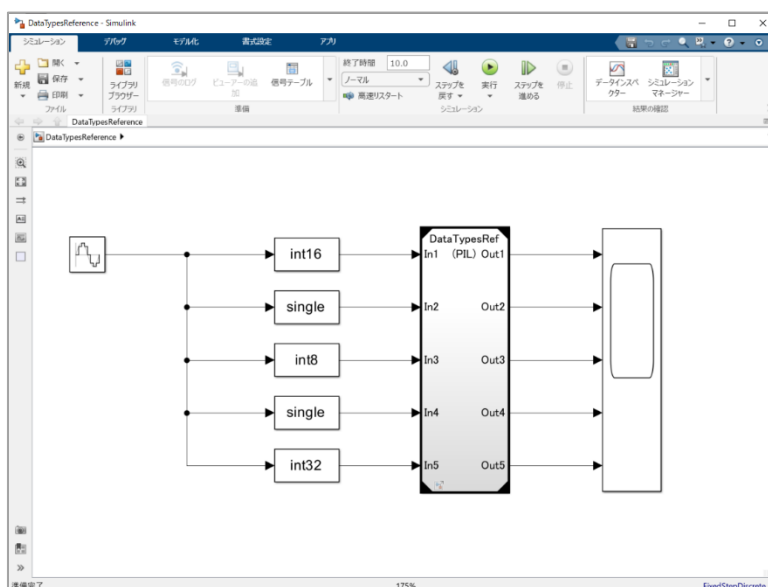 DataTypesReference - Simulink
シミュレーション デバッグ モデル化 書式設定 アプリ
新規
開く
保存
印刷
ファイル
ライブラリ
ブラウザー
ライブラリ
信号のログ
ビューアーの追
加
信号テーブル
準備
終了時間 10.0
ノーマル
高速リスタート
ステップを
戻す
実行
ステップを
進める
停止
シミュレーション
データインスペ
クター
シミュレーション
マネージャー
結果の確認
DataTypesReference
DataTypesReference
DataTypesRef
int16 In1 (PIL) Out1
single In2 Out2
int8 In3 Out3
single In4 Out4
int32 In5 Out5
準備完了 175% FixedStepDiscrete